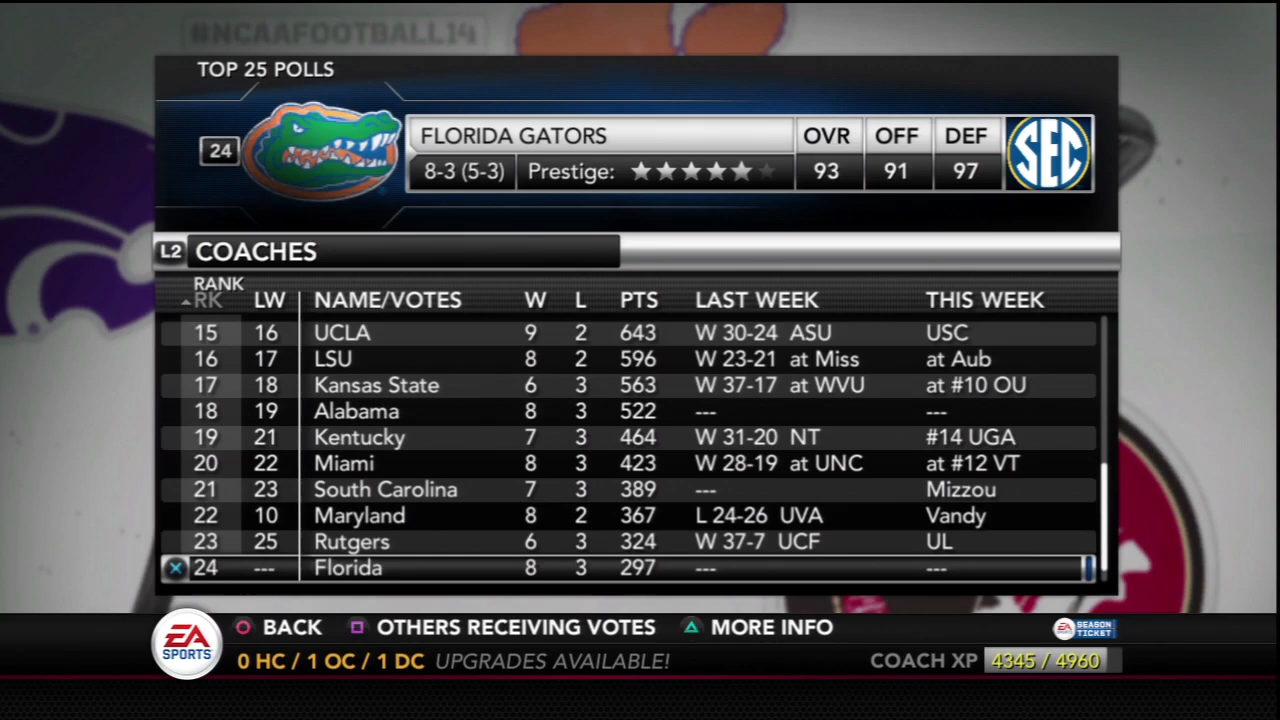 #NCAAFOOTBALL14
TOP 25 POLLS
24
FLORIDA GATORS OVR OFF DEF
8-3 (5-3) Prestige: 93 91 97
SEC
L2 COACHES
RANK
RK LW NAME/VOTES W L PTS LAST WEEK THIS WEEK
15 16 UCLA 9 2 643 W 30-24 ASU USC
16 17 LSU 8 2 596 W 23-21 at Miss at Aub
17 18 Kansas State 6 3 563 W 37-17 at WVU at #10 OU
18 19 Alabama 8 3 522 --- ---
19 21 Kentucky 7 3 464 W 31-20 NT #14 UGA
20 22 Miami 8 3 423 W 28-19 at UNC at #12 VT
21 23 South Carolina 7 3 389 --- Mizzou
22 10 Maryland 8 2 367 L 24-26 UVA Vandy
23 25 Rutgers 6 3 324 W 37-7 UCF UL
24 --- Florida 8 3 297 --- ---
BACK OTHERS RECEIVING VOTES MORE INFO
EA SPORTS
EA SEASON TICKET
0 HC / 1 OC / 1 DC UPGRADES AVAILABLE! COACH XP 4345 / 4960